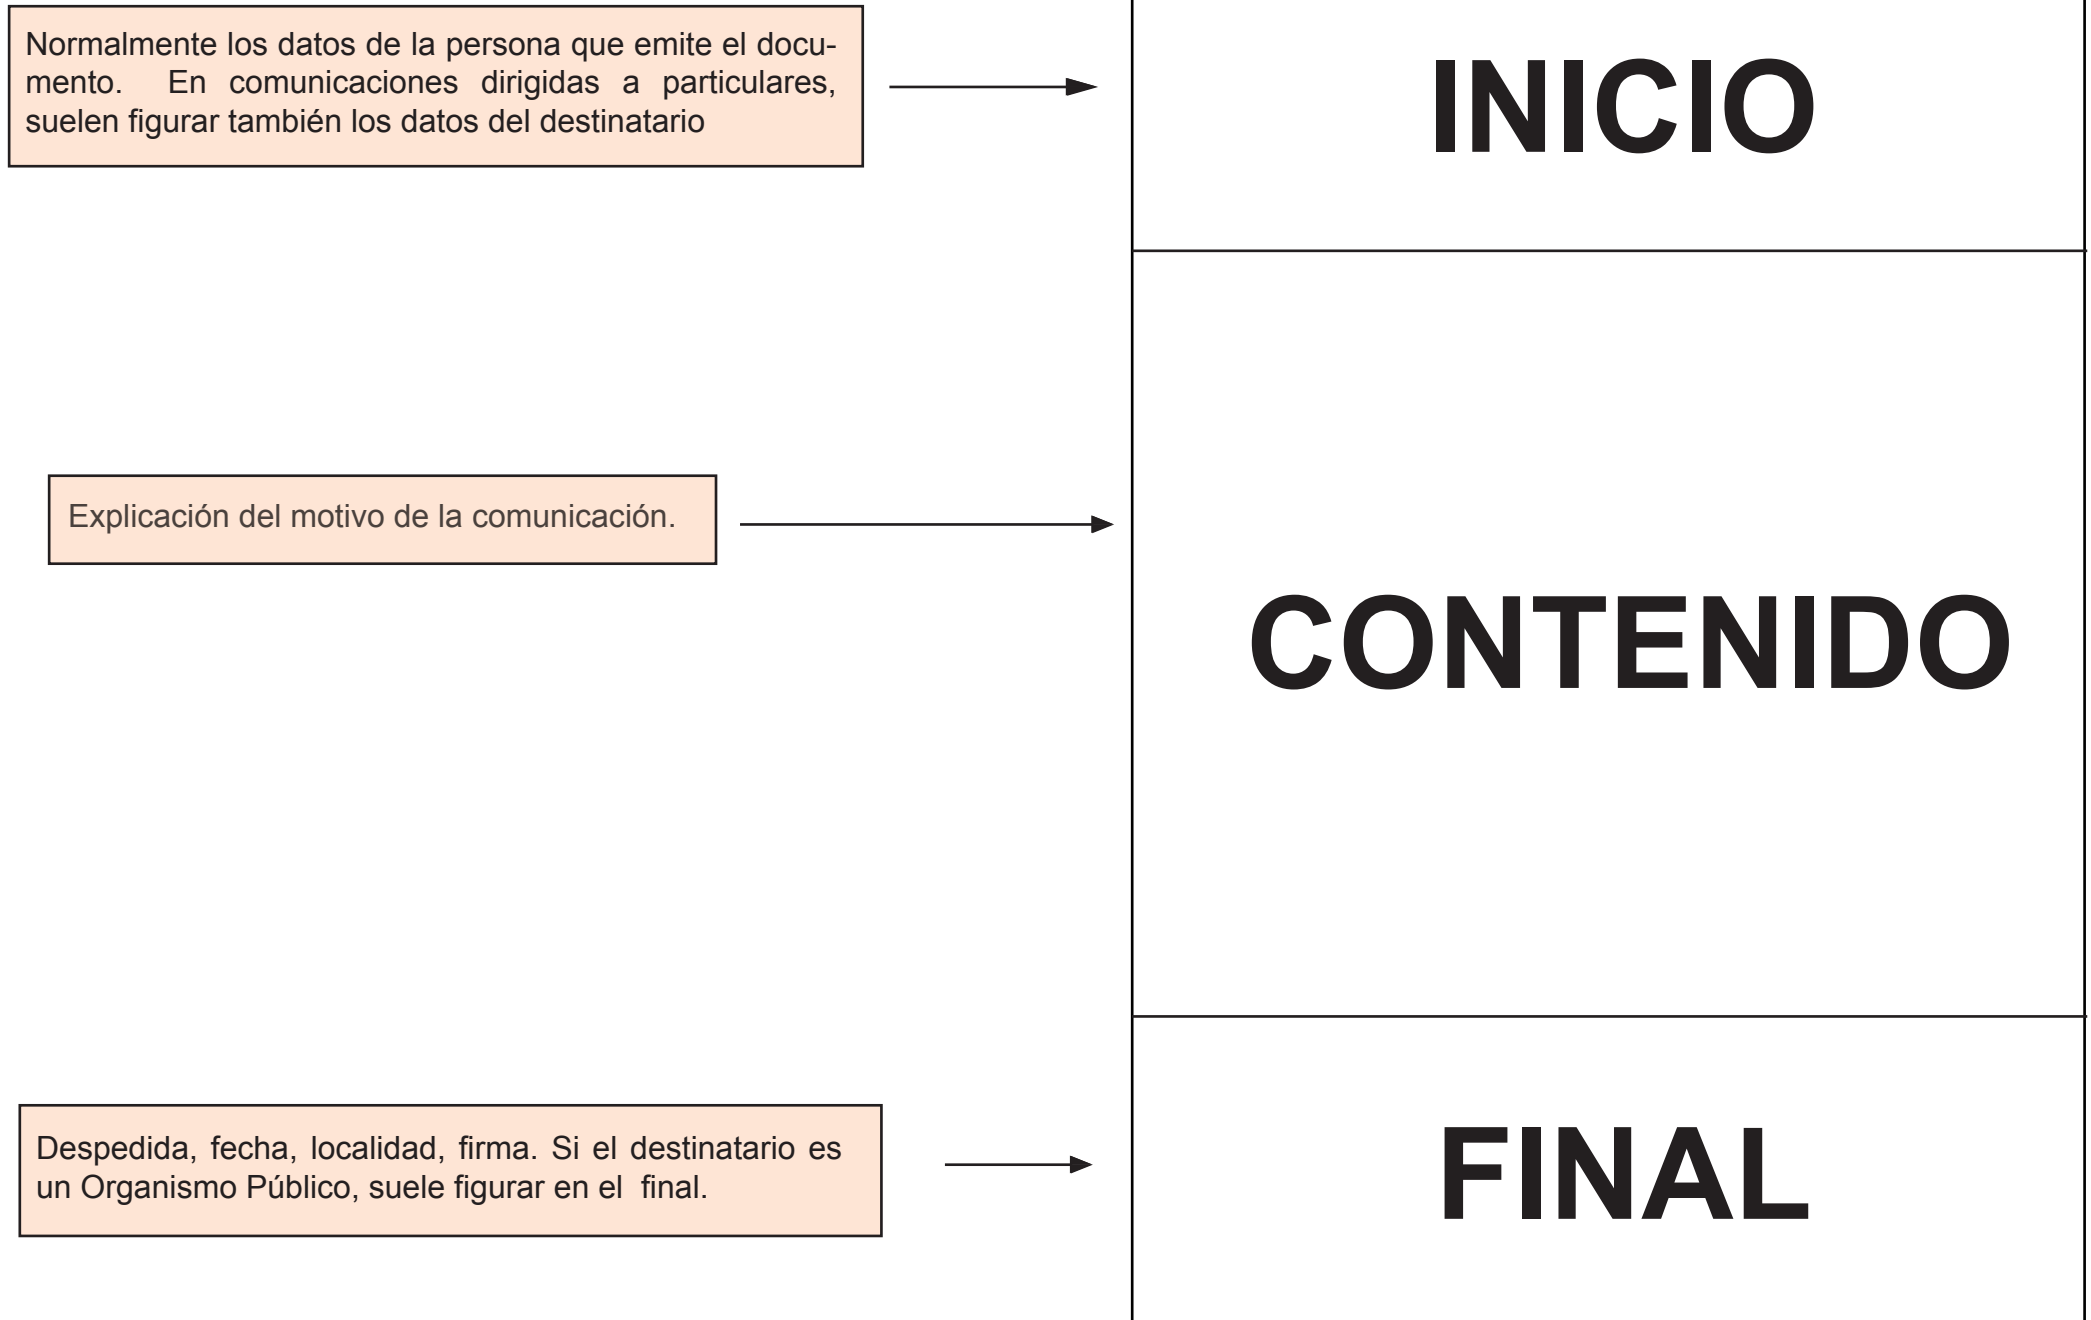 Normalmente los datos de la persona que emite el docu-
mento. En comunicaciones dirigidas a particulares,
suelen figurar también los datos del destinatario
INICIO
Explicación del motivo de la comunicación.
CONTENIDO
Despedida, fecha, localidad, firma. Si el destinatario es
un Organismo Público, suele figurar en el final.
FINAL